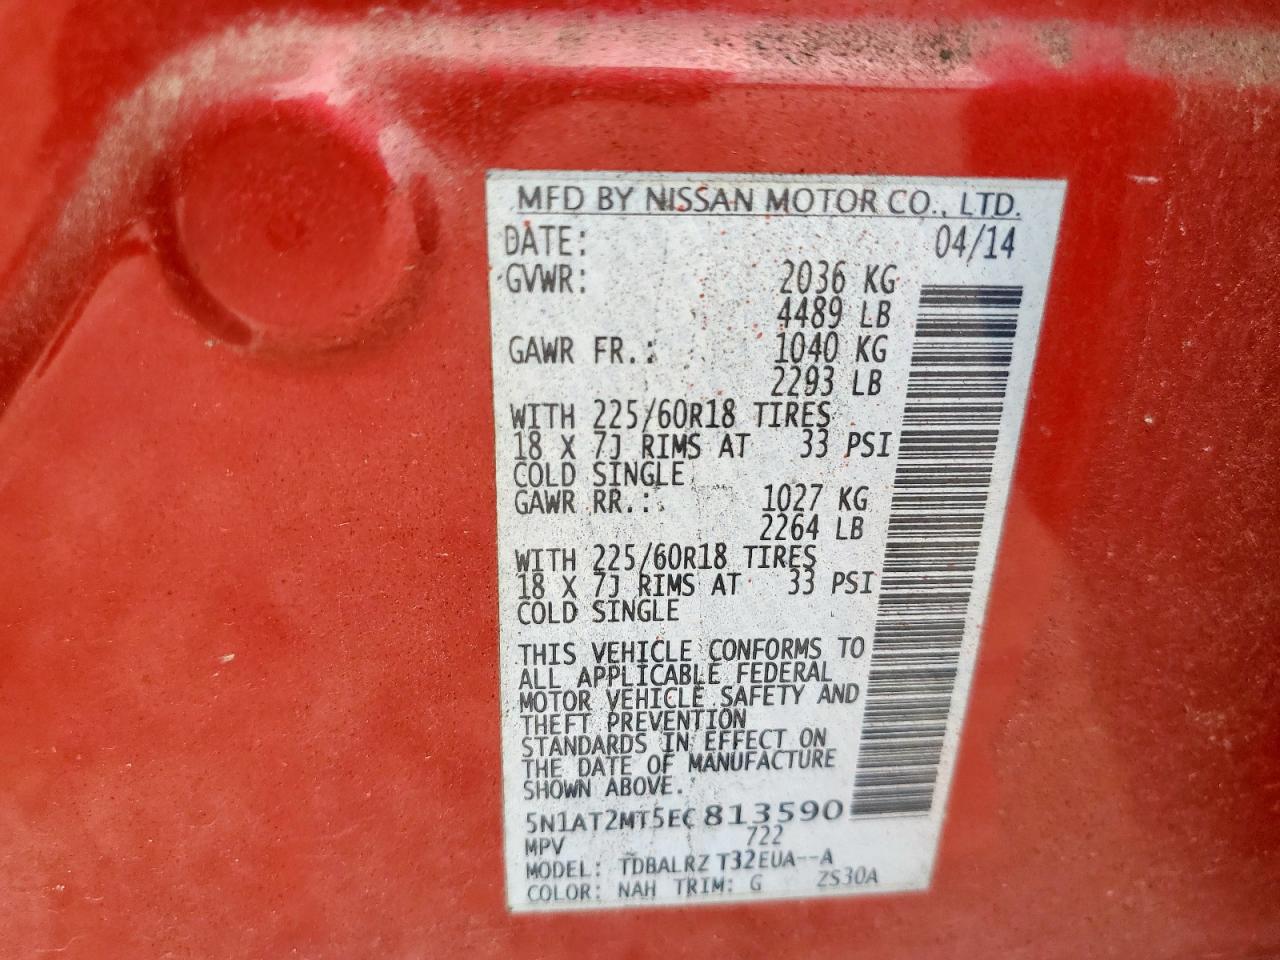 MFD BY NISSAN MOTOR CO., LTD.
DATE: 04/14
GVWR: 2036 KG
4489 LB
GAWR FR.: 1040 KG
2293 LB
WITH 225/60R18 TIRES
18 X 7J RIMS AT 33 PSI
COLD SINGLE
GAWR RR.: 1027 KG
2264 LB
WITH 225/60R18 TIRES
18 X 7J RIMS AT 33 PSI
COLD SINGLE
THIS VEHICLE CONFORMS TO
ALL APPLICABLE FEDERAL
MOTOR VEHICLE SAFETY AND
THEFT PREVENTION
STANDARDS IN EFFECT ON
THE DATE OF MANUFACTURE
SHOWN ABOVE.
5N1AT2MT5EC813590
MPV 722
MODEL: TDBALRZ T32EUA--A
COLOR: NAH TRIM: G ZS30A